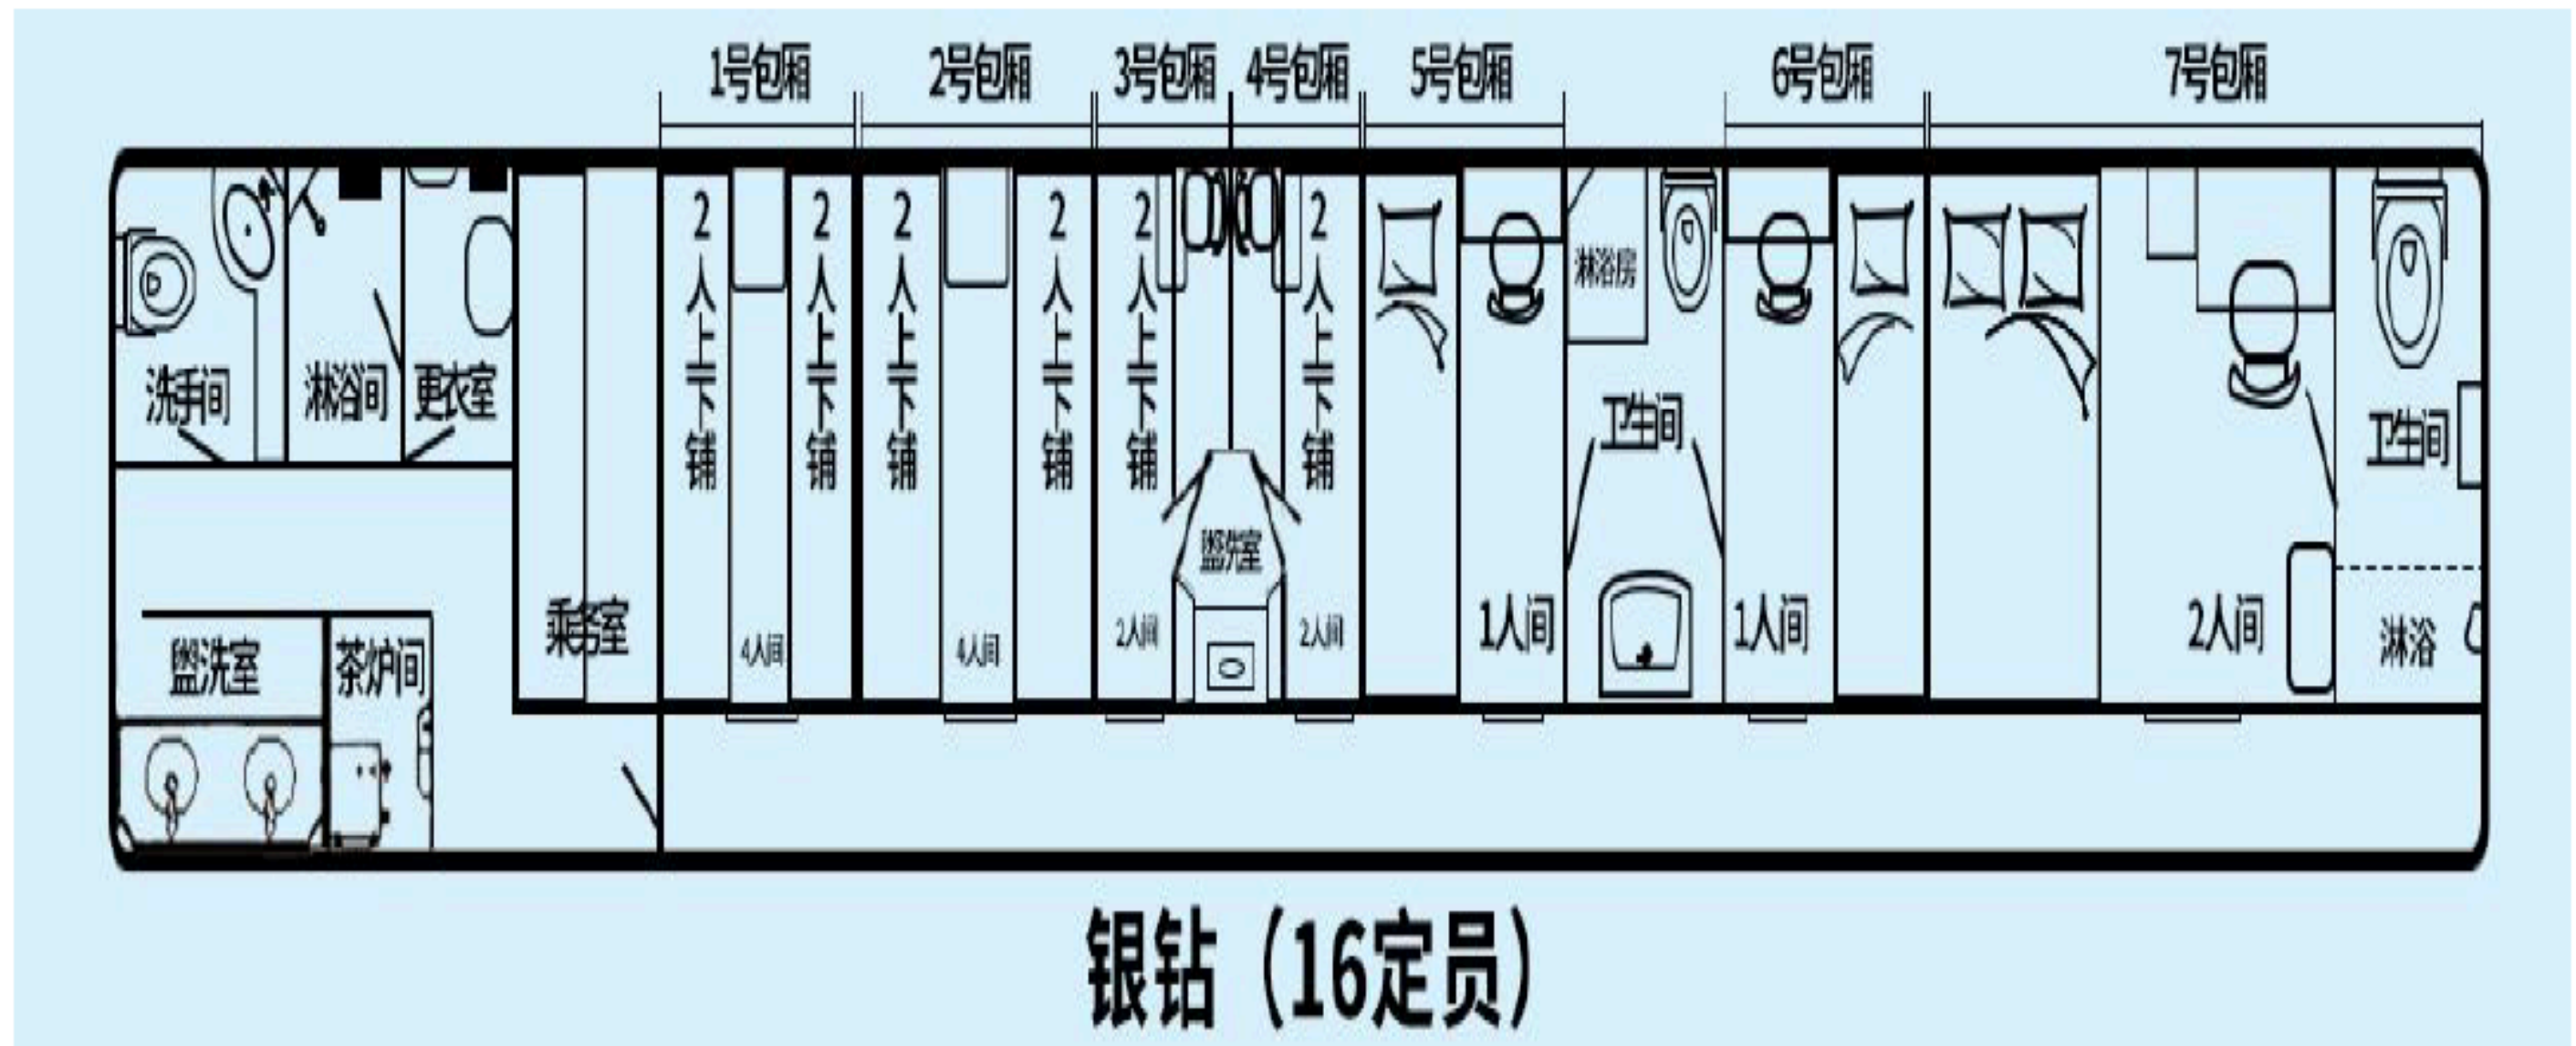 1号包厢
2号包厢
3号包厢
4号包厢
5号包厢
6号包厢
7号包厢
洗手间
淋浴间
更衣室
乘务室
盥洗室
茶炉间
2人上下铺
4人间
2人上下铺
2人上下铺
4人间
2人上下铺
2人上下铺
2人间
盥洗室
2人上下铺
2人间
1人间
淋浴房
卫生间
1人间
2人间
卫生间
淋浴
银钻（16定员）